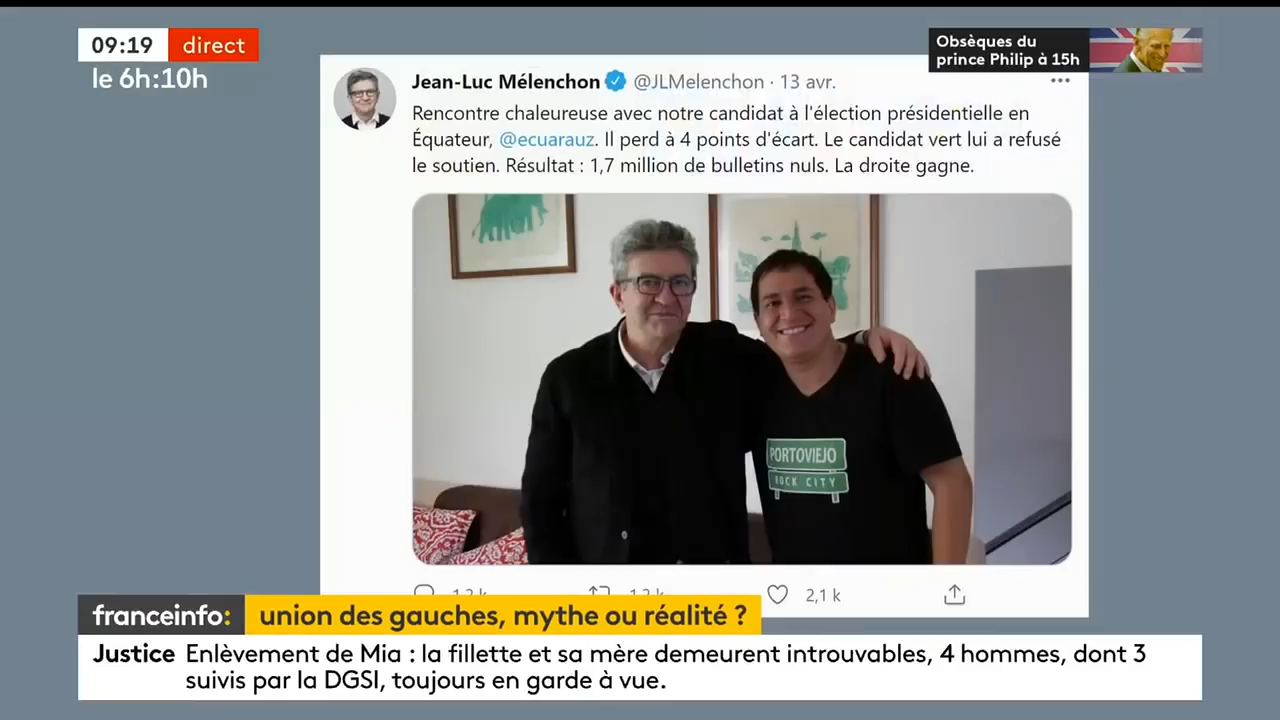 09:19 direct
le 6h:10h
Obsèques du
prince Philip à 15h
Jean-Luc Mélenchon @JLMelenchon · 13 avr.
Rencontre chaleureuse avec notre candidat à l'élection présidentielle en
Équateur, @ecuarauz. Il perd à 4 points d'écart. Le candidat vert lui a refusé
le soutien. Résultat : 1,7 million de bulletins nuls. La droite gagne.
PORTOVIEJO
ROCK CITY
2,1 k
franceinfo: union des gauches, mythe ou réalité ?
Justice Enlèvement de Mia : la fillette et sa mère demeurent introuvables, 4 hommes, dont 3
suivis par la DGSI, toujours en garde à vue.